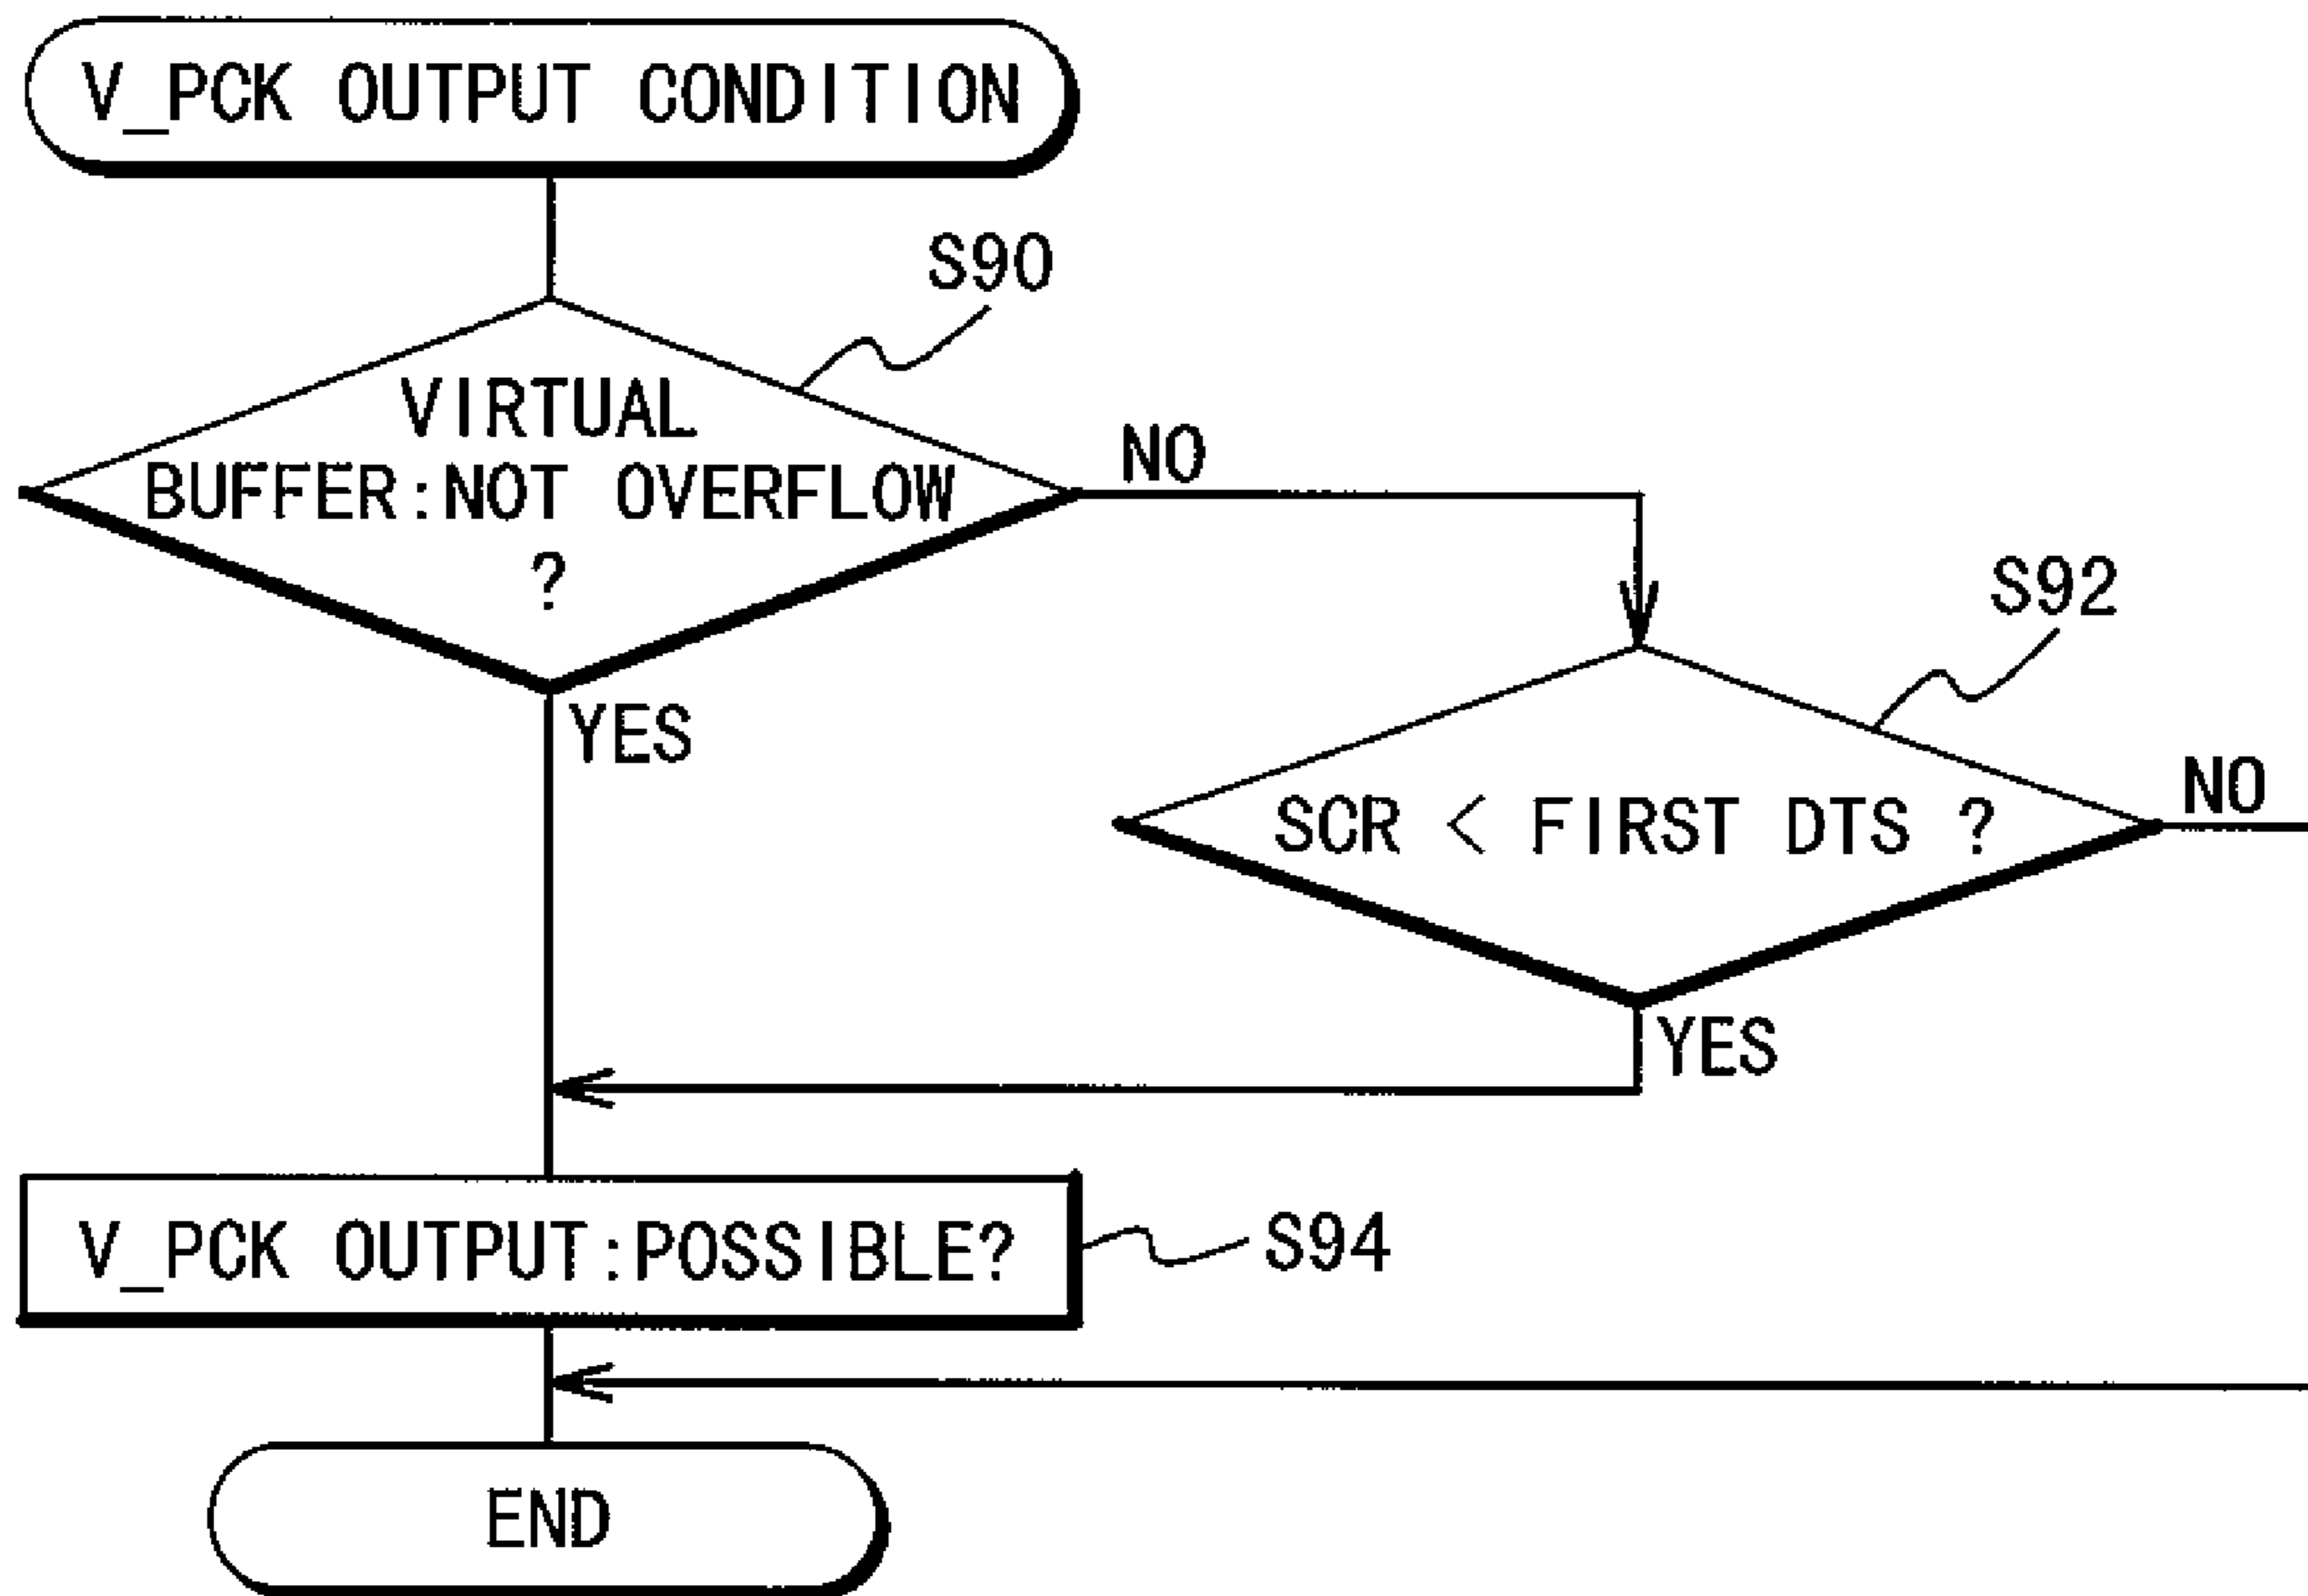 V_PCK OUTPUT CONDITION
S90
VIRTUAL
BUFFER:NOT OVERFLOW
?
NO
YES
S92
SCR < FIRST DTS ?
NO
YES
V_PCK OUTPUT:POSSIBLE?
S94
END